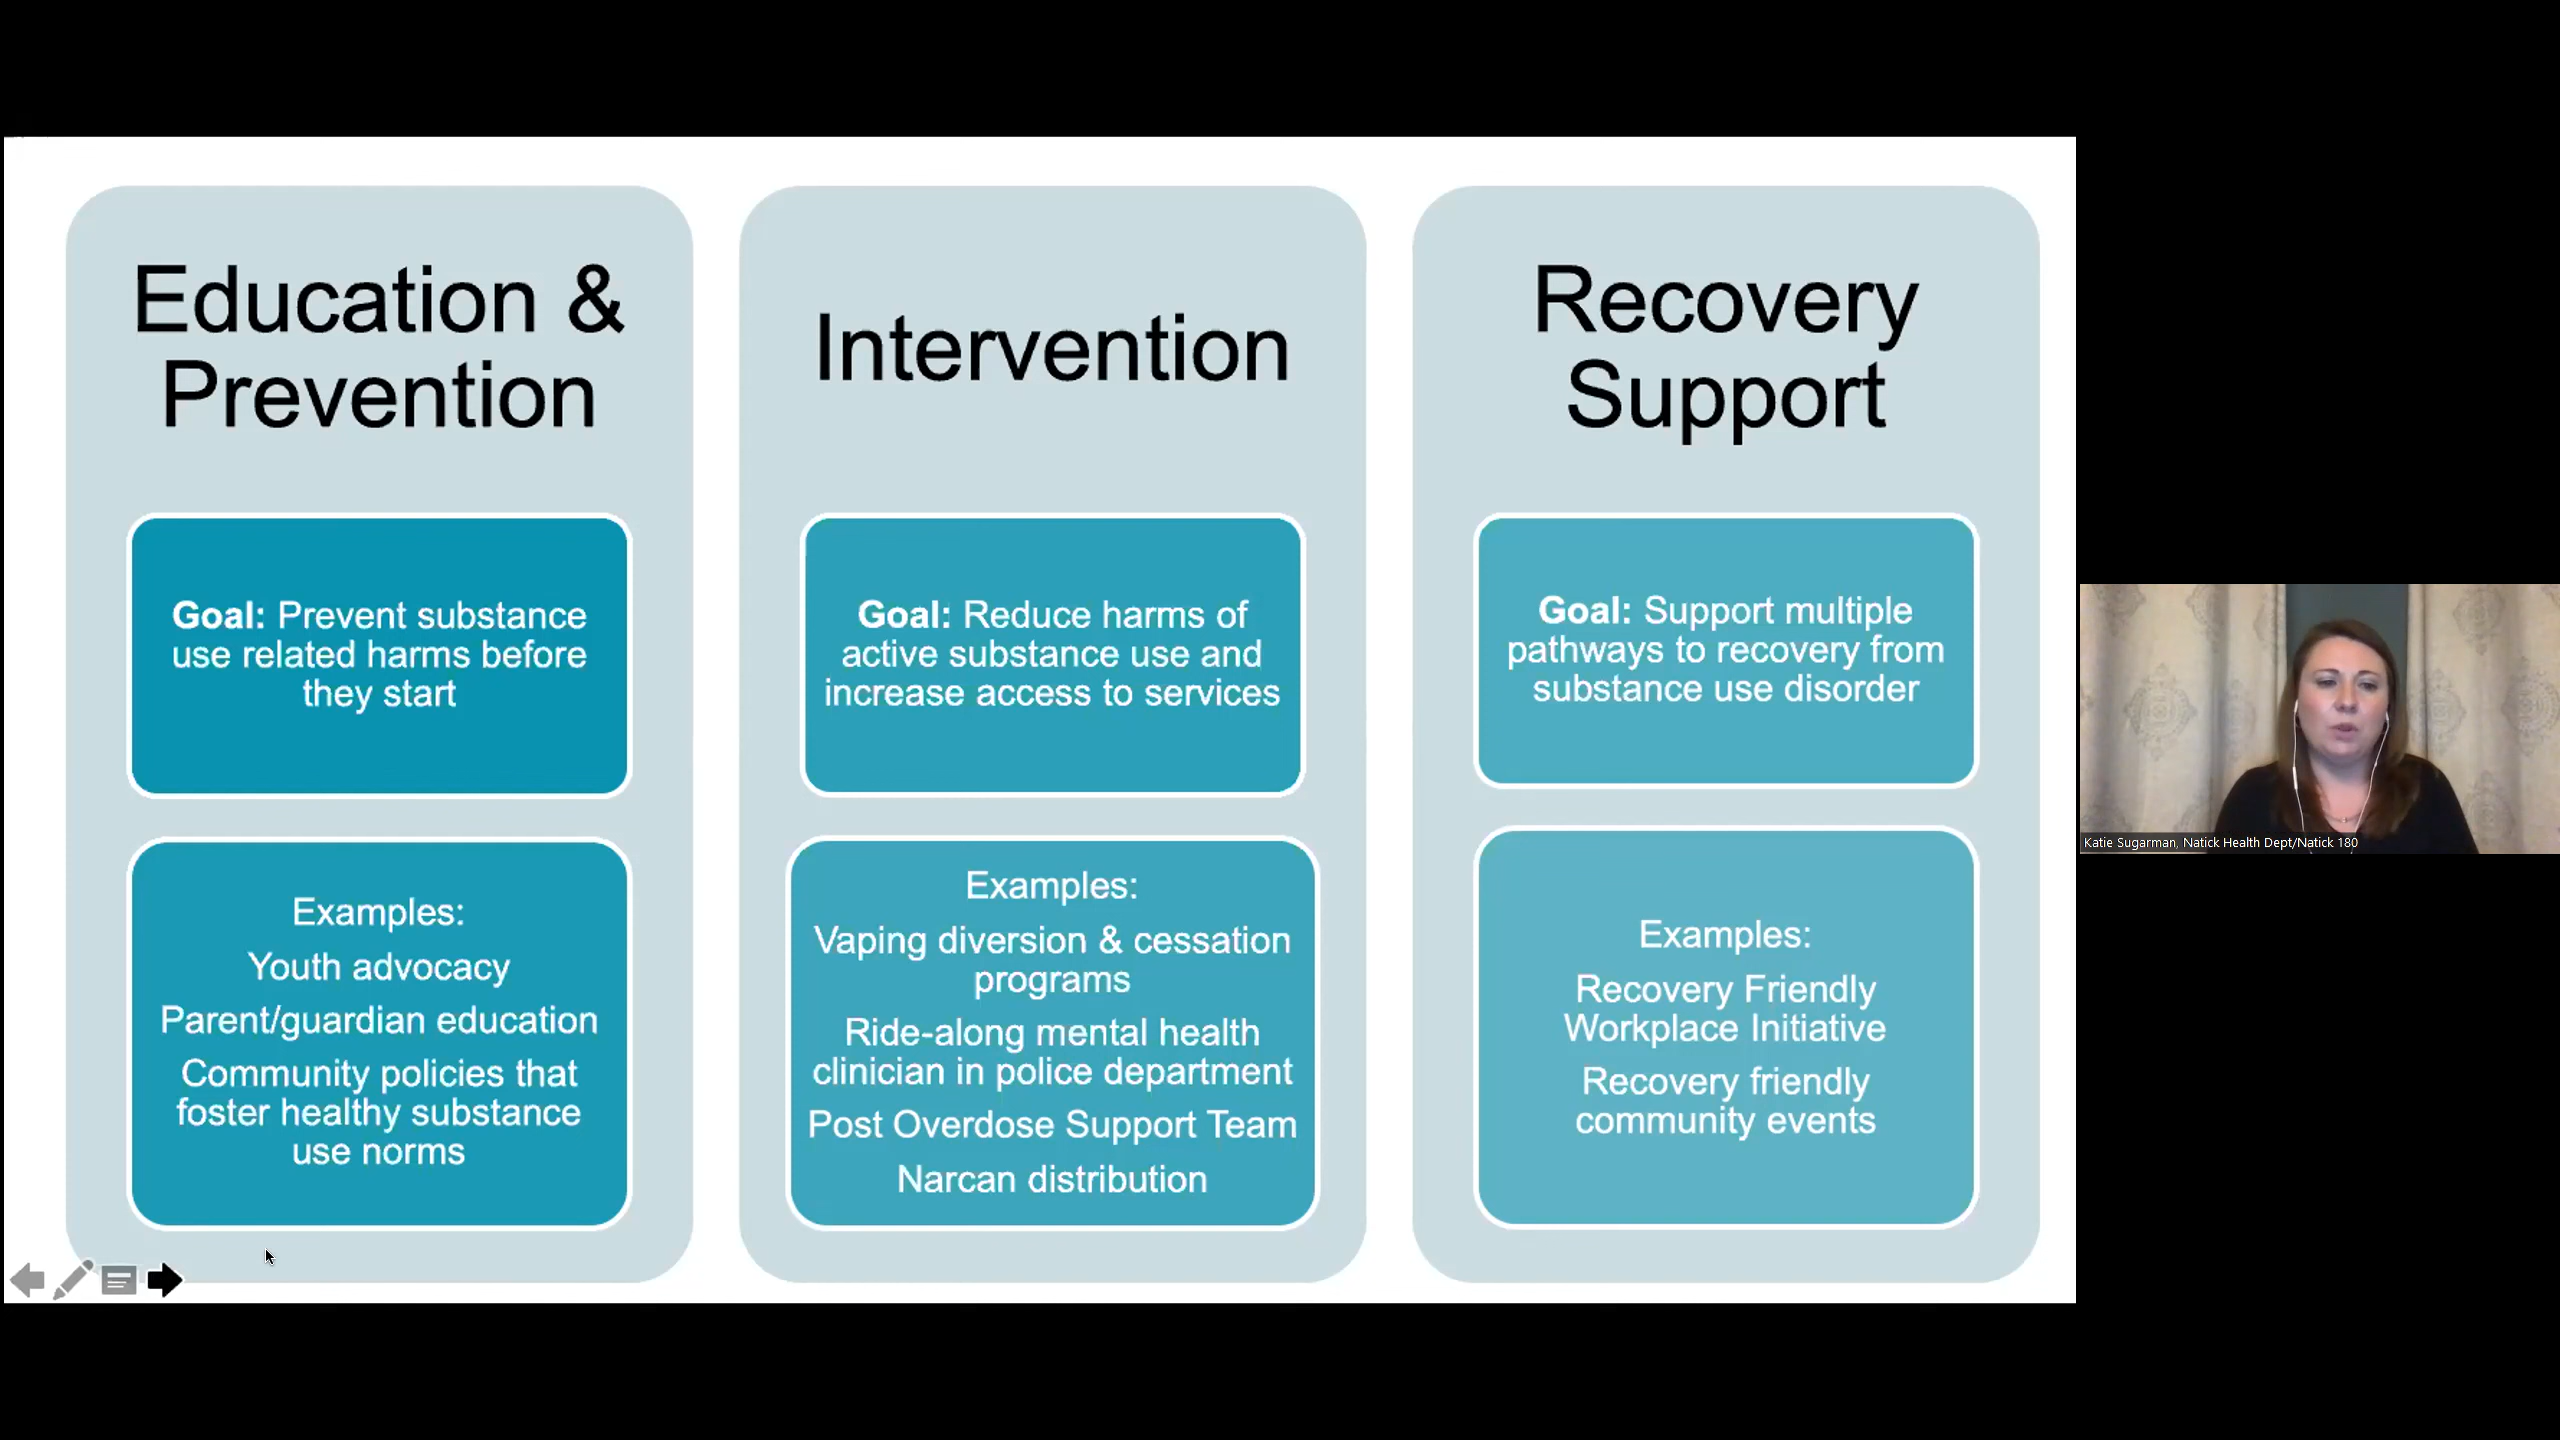 Education &
Prevention
Goal: Prevent substance
use related harms before
they start
Examples:
Youth advocacy
Parent/guardian education
Community policies that
foster healthy substance
use norms
Intervention
Goal: Reduce harms of
active substance use and
increase access to services
Examples:
Vaping diversion & cessation
programs
Ride-along mental health
clinician in police department
Post Overdose Support Team
Narcan distribution
Recovery
Support
Goal: Support multiple
pathways to recovery from
substance use disorder
Examples:
Recovery Friendly
Workplace Initiative
Recovery friendly
community events
Katie Sugarman, Natick Health Dept/Natick 180